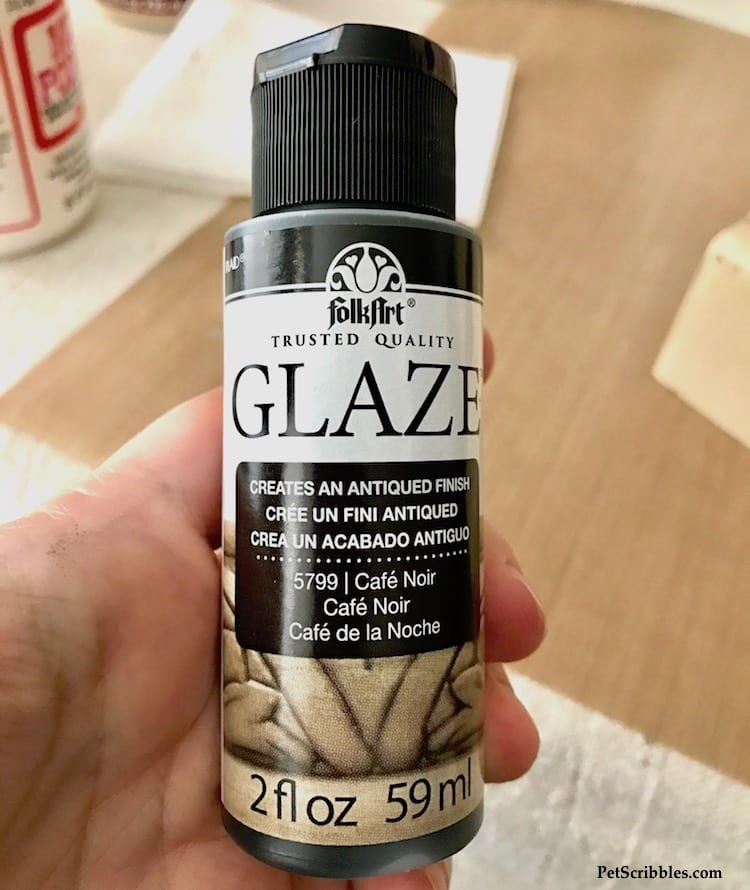 FolkArt®
TRUSTED QUALITY
GLAZE
CREATES AN ANTIQUED FINISH
CRÉE UN FINI ANTIQUED
CREA UN ACABADO ANTIGUO
5799 | Café Noir
Café Noir
Café de la Noche
2 fl oz 59 ml
PetScribbles.com